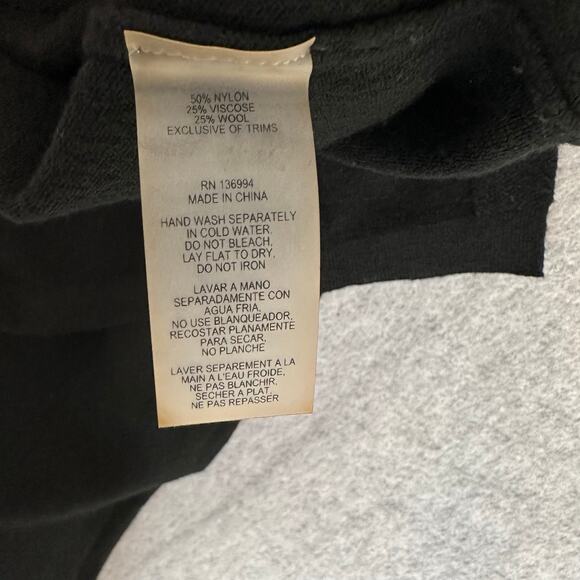 50% NYLON
25% VISCOSE
25% WOOL
EXCLUSIVE OF TRIMS
RN 136994
MADE IN CHINA
HAND WASH SEPARATELY
IN COLD WATER.
DO NOT BLEACH,
LAY FLAT TO DRY,
DO NOT IRON
LAVAR A MANO
SEPARADAMENTE CON
AGUA FRIA,
NO USE BLANQUEADOR,
RECOSTAR PLANAMENTE
PARA SECAR,
NO PLANCHE
LAVER SEPAREMENT A LA
MAIN A L'EAU FROIDE,
NE PAS BLANCHIR,
SECHER A PLAT,
NE PAS REPASSER